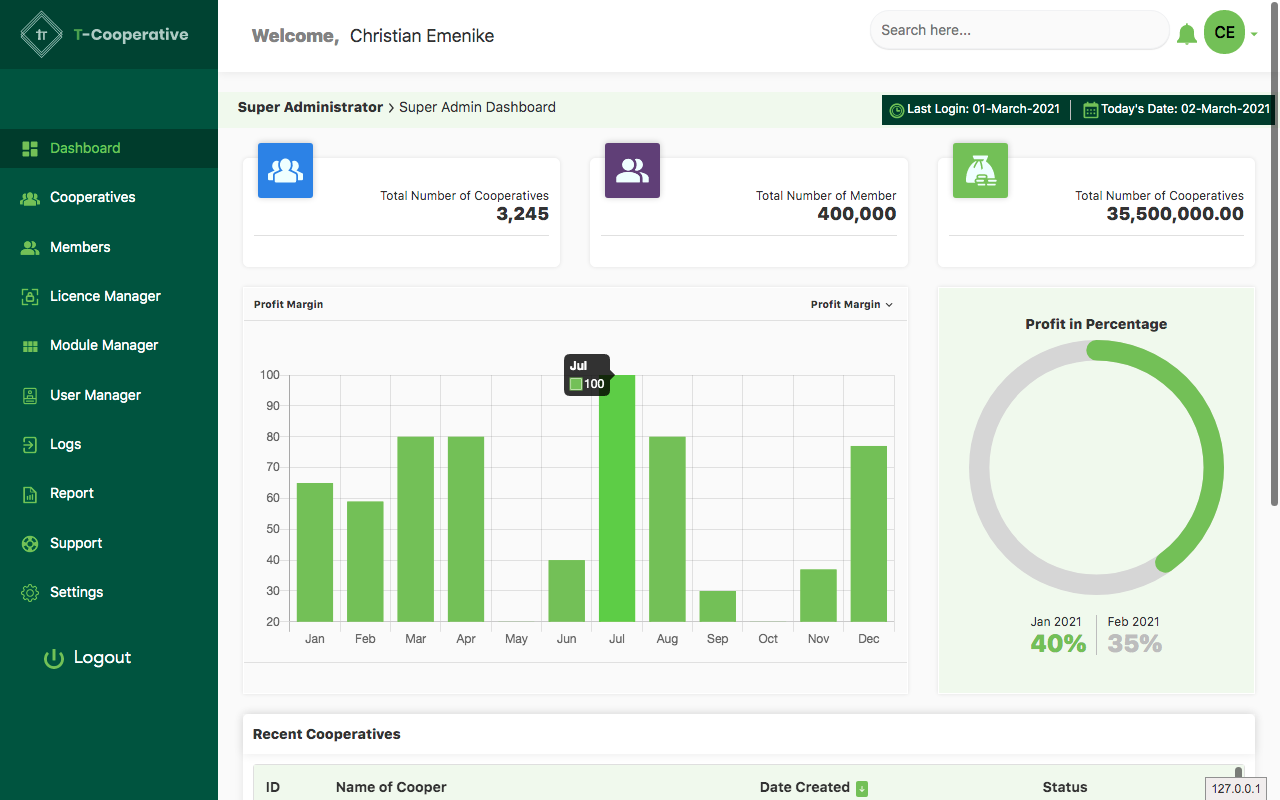 T-Cooperative
Welcome, Christian Emenike
Search here...
CE
Super Administrator > Super Admin Dashboard
Last Login: 01-March-2021
Today's Date: 02-March-2021
Dashboard
Cooperatives
Members
Licence Manager
Module Manager
User Manager
Logs
Report
Support
Settings
Logout
Total Number of Cooperatives
3,245
Total Number of Member
400,000
Total Number of Cooperatives
35,500,000.00
Profit Margin
Profit Margin
Jul
100
100
90
80
70
60
50
40
30
20
Jan Feb Mar Apr May Jun Jul Aug Sep Oct Nov Dec
Profit in Percentage
Jan 2021
40%
Feb 2021
35%
Recent Cooperatives
ID Name of Cooper Date Created Status
127.0.0.1